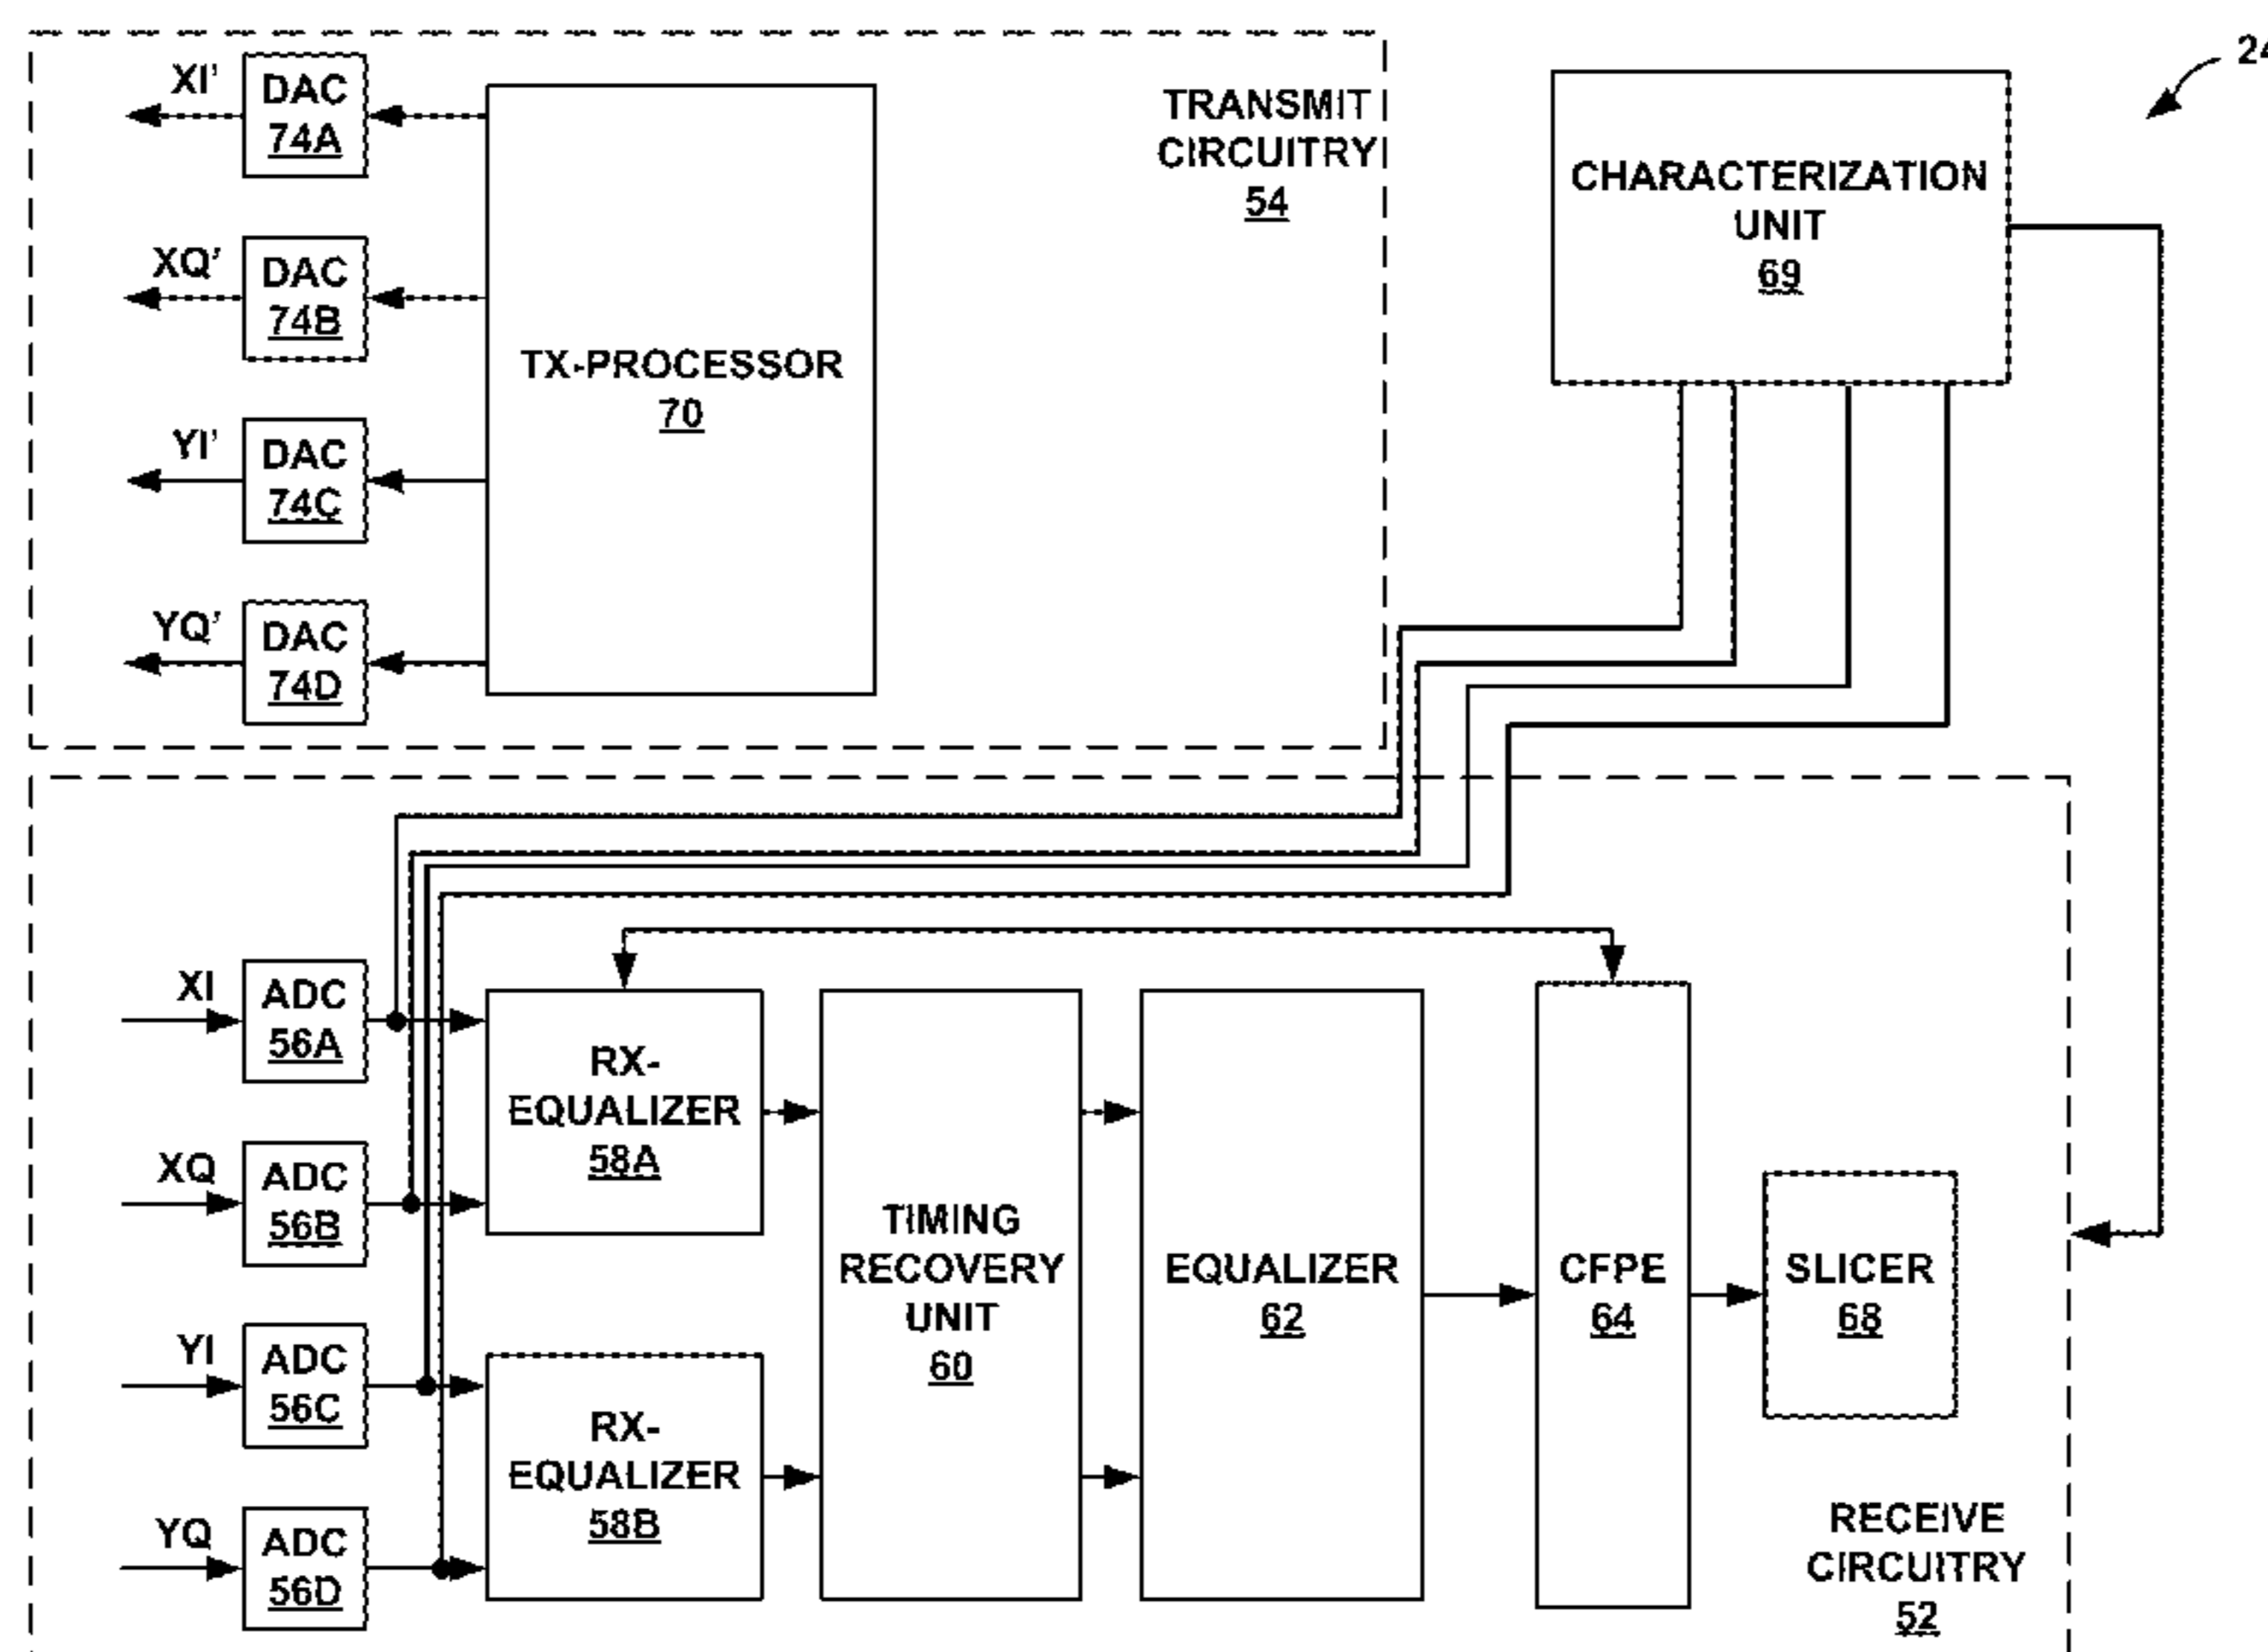 24
XI'
DAC
74A
XQ'
DAC
74B
YI'
DAC
74C
YQ'
DAC
74D
TX-PROCESSOR
70
TRANSMIT
CIRCUITRY
54
CHARACTERIZATION
UNIT
69
XI
ADC
56A
XQ
ADC
56B
YI
ADC
56C
YQ
ADC
56D
RX-
EQUALIZER
58A
RX-
EQUALIZER
58B
TIMING
RECOVERY
UNIT
60
EQUALIZER
62
CFPE
64
SLICER
68
RECEIVE
CIRCUITRY
52